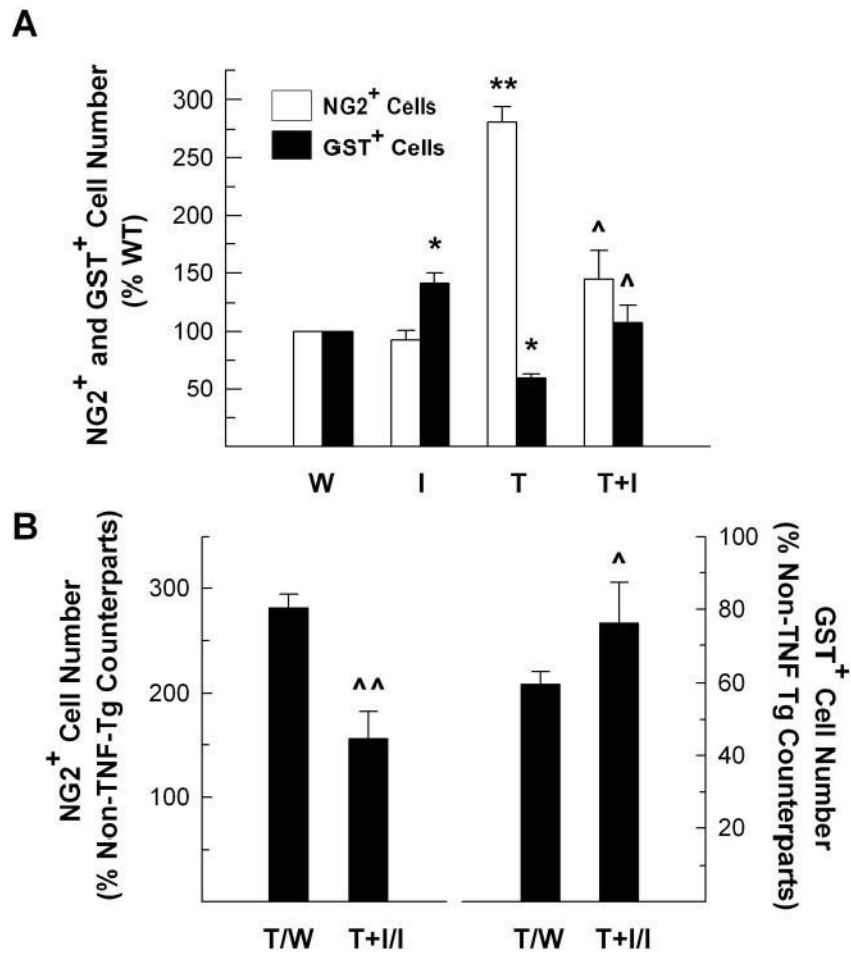 A
NG2+ and GST+ Cell Number
(% WT)
300
250
200
150
100
50
NG2+ Cells
GST+ Cells
*
**
*
^
^
W I T T+I
B
NG2+ Cell Number
(% Non-TNF-Tg Counterparts)
300
200
100
^^
T/W T+I/I
^
T/W T+I/I
100
80
60
40
20
GST+ Cell Number
(% Non-TNF Tg Counterparts)